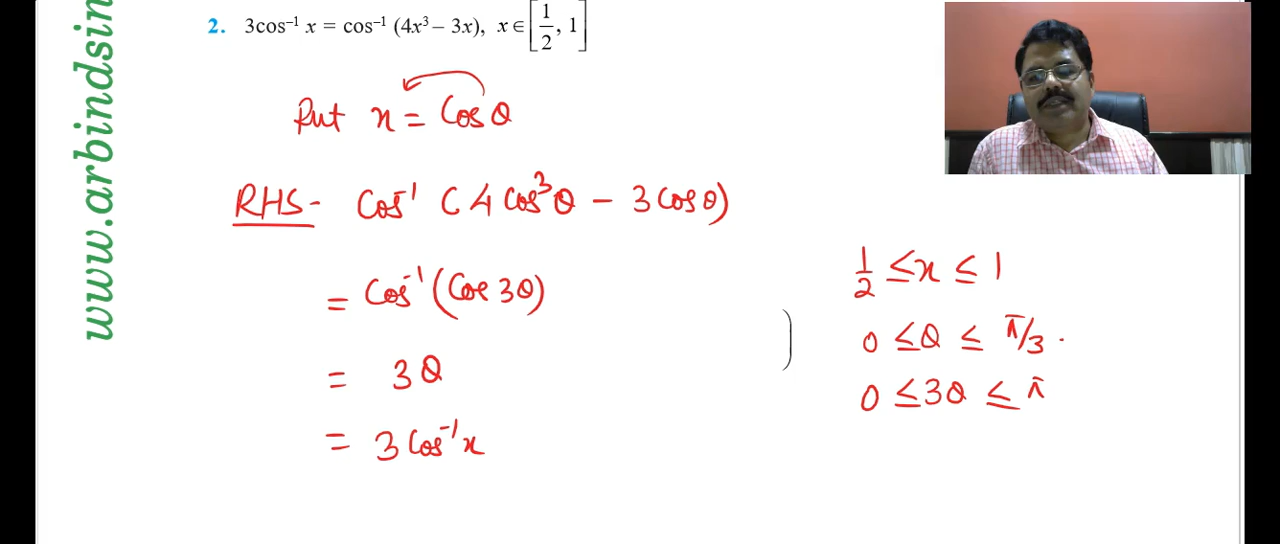 www.arbindsin
2. 3cos⁻¹ x = cos⁻¹ (4x³ – 3x), x ∈ [1/2, 1]
Put x = Cos θ
RHS - Cos⁻¹ (4 Cos³θ - 3 Cos θ)
= Cos⁻¹ (Cos 3θ)
= 3θ
= 3 Cos⁻¹ x
1/2 ≤ x ≤ 1
0 ≤ θ ≤ π/3 .
0 ≤ 3θ ≤ π